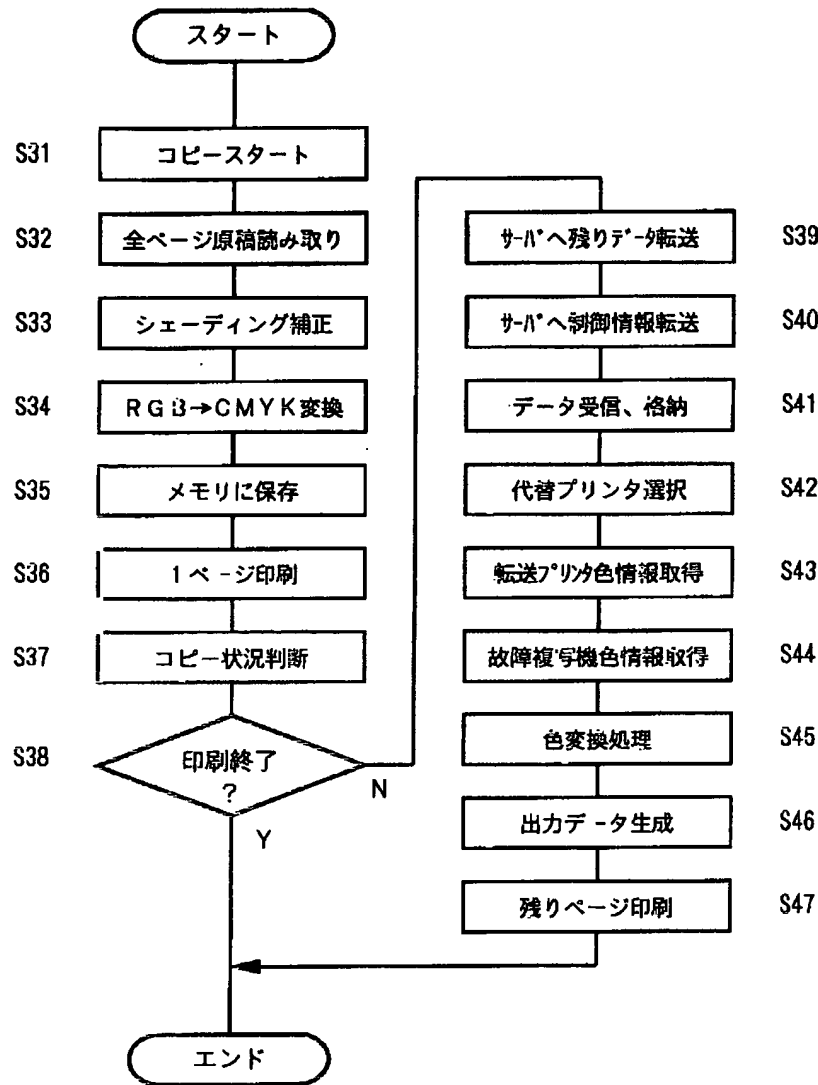 スタート
S31 コピースタート
S32 全ページ原稿読み取り
S33 シェーディング補正
S34 RGB→CMYK変換
S35 メモリに保存
S36 1ページ印刷
S37 コピー状況判断
S38 印刷終了
?
N
Y
サーバへ残りデータ転送 S39
サーバへ制御情報転送 S40
データ受信、格納 S41
代替プリンタ選択 S42
転送プリンタ色情報取得 S43
故障複写機色情報取得 S44
色変換処理 S45
出力データ生成 S46
残りページ印刷 S47
エンド